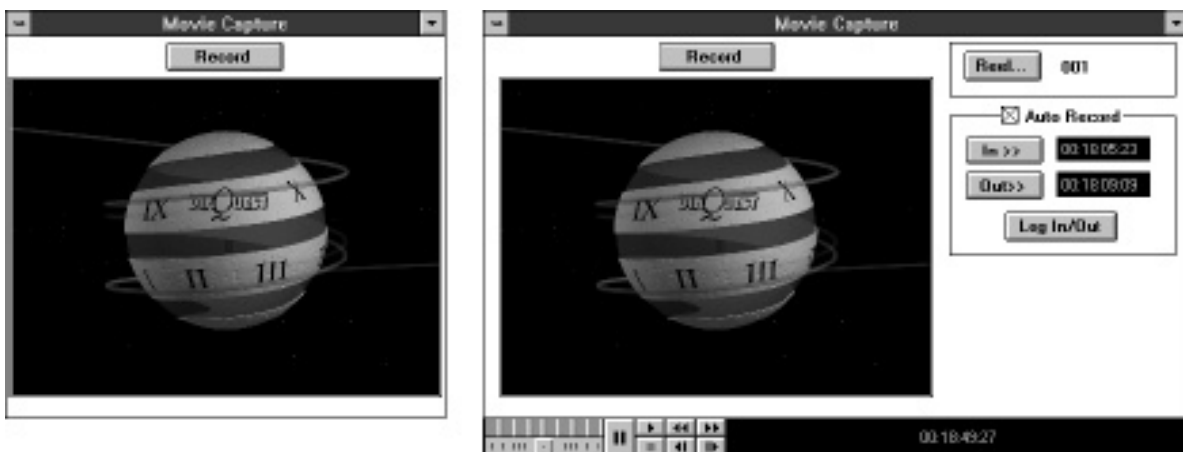 Movie Capture
Record
IX
X
I
II
III
Movie Capture
Record
Reel... 001
Auto Record
In >> 00:18:05:23
Out>> 00:18:09:09
Log In/Out
IX
X
I
II
III
00:18:49:27